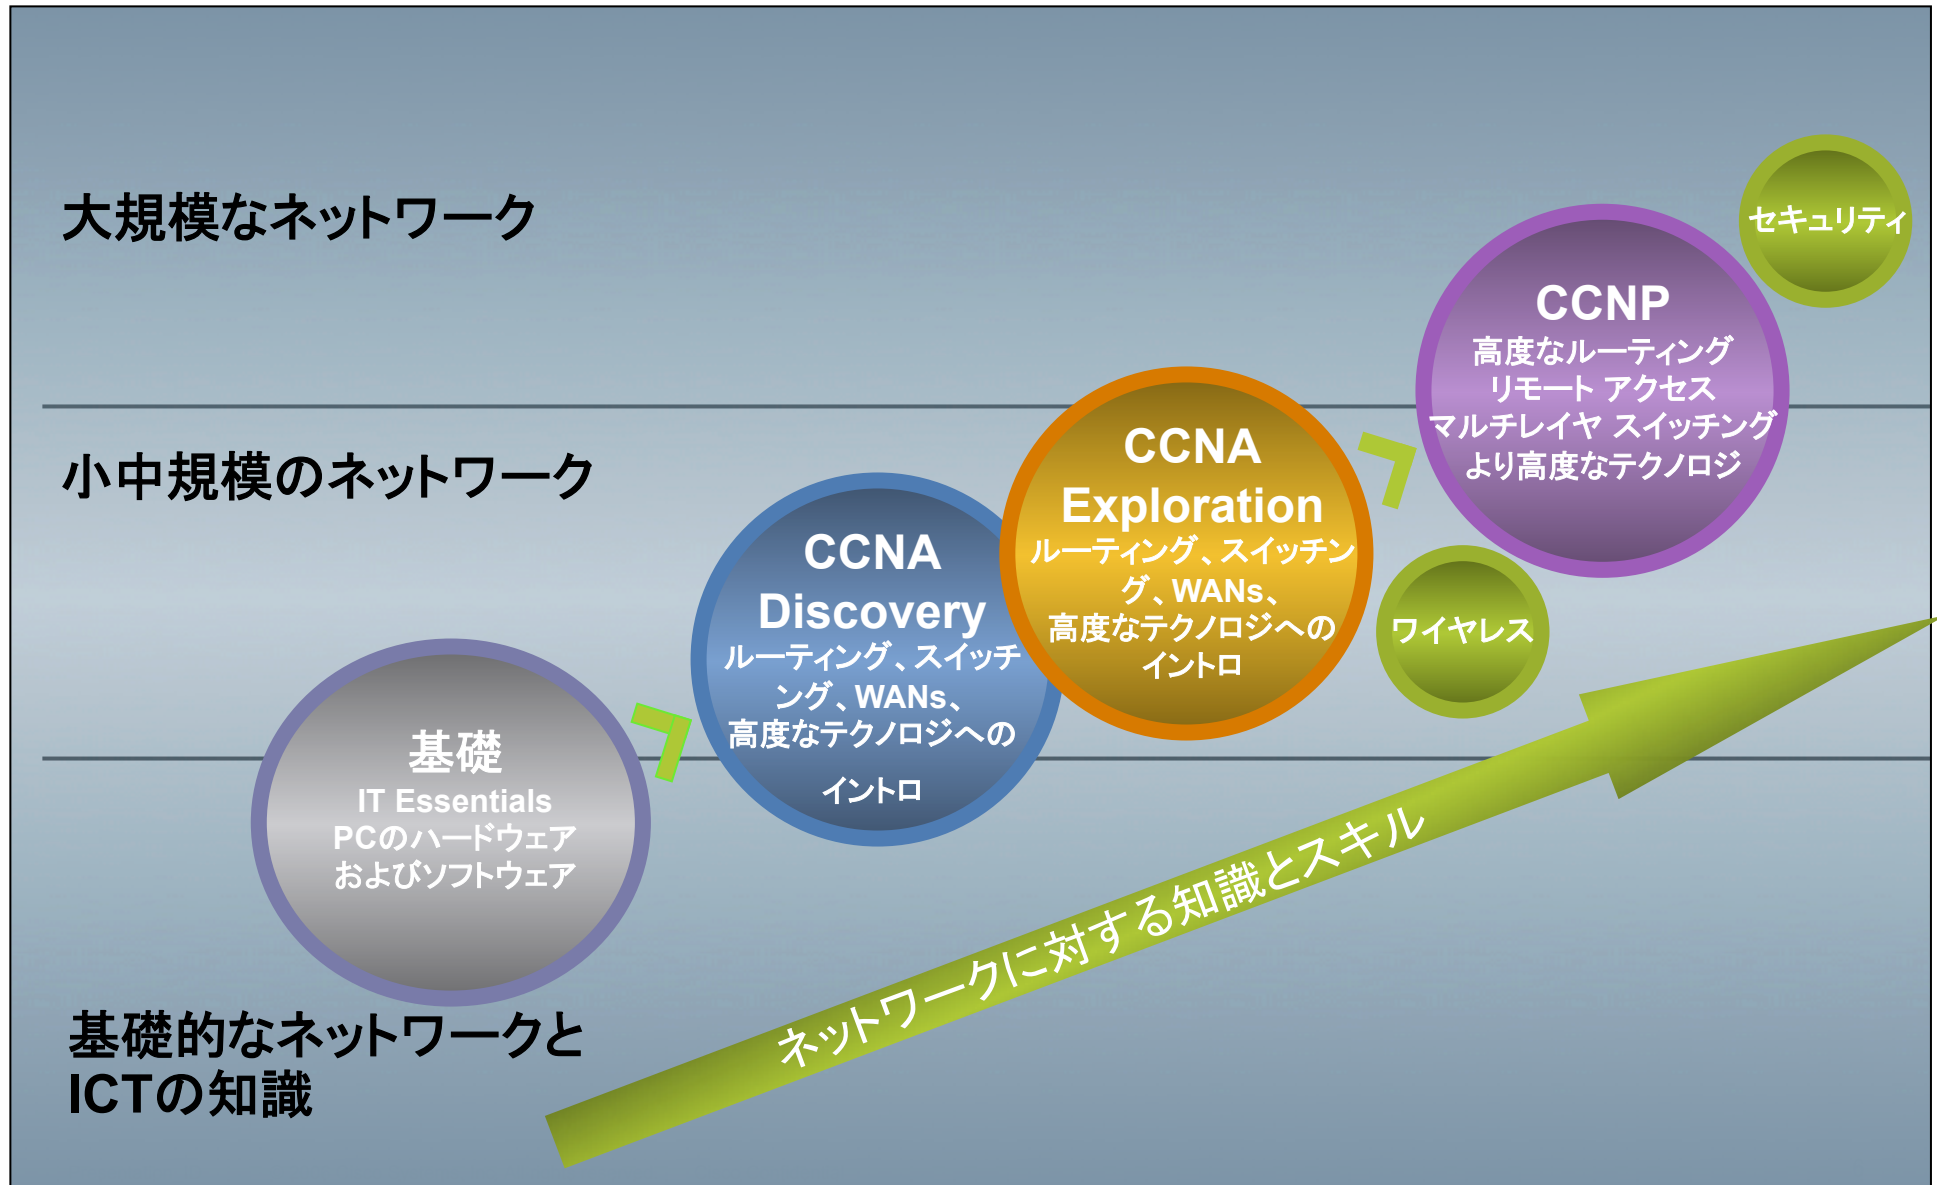 大規模なネットワーク
セキュリティ
CCNP
高度なルーティング
リモート アクセス
マルチレイヤ スイッチング
より高度なテクノロジ
小中規模のネットワーク
CCNA
Exploration
ルーティング、スイッチン
グ、WANs、
高度なテクノロジへの
イントロ
ワイヤレス
CCNA
Discovery
ルーティング、スイッチ
ング、WANs、
高度なテクノロジへの
イントロ
基礎
IT Essentials
PCのハードウェア
およびソフトウェア
基礎的なネットワークと
ICTの知識
ネットワークに対する知識とスキル